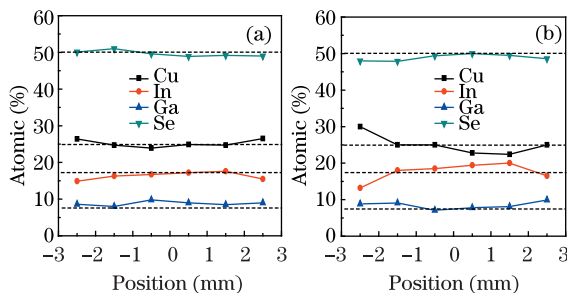 (a)
Atomic (%)
60
50
40
30
20
10
0
Cu
In
Ga
Se
−3 −2 −1 0 1 2 3
Position (mm)
(b)
Atomic (%)
60
50
40
30
20
10
0
Cu
In
Ga
Se
−3 −2 −1 0 1 2 3
Position (mm)